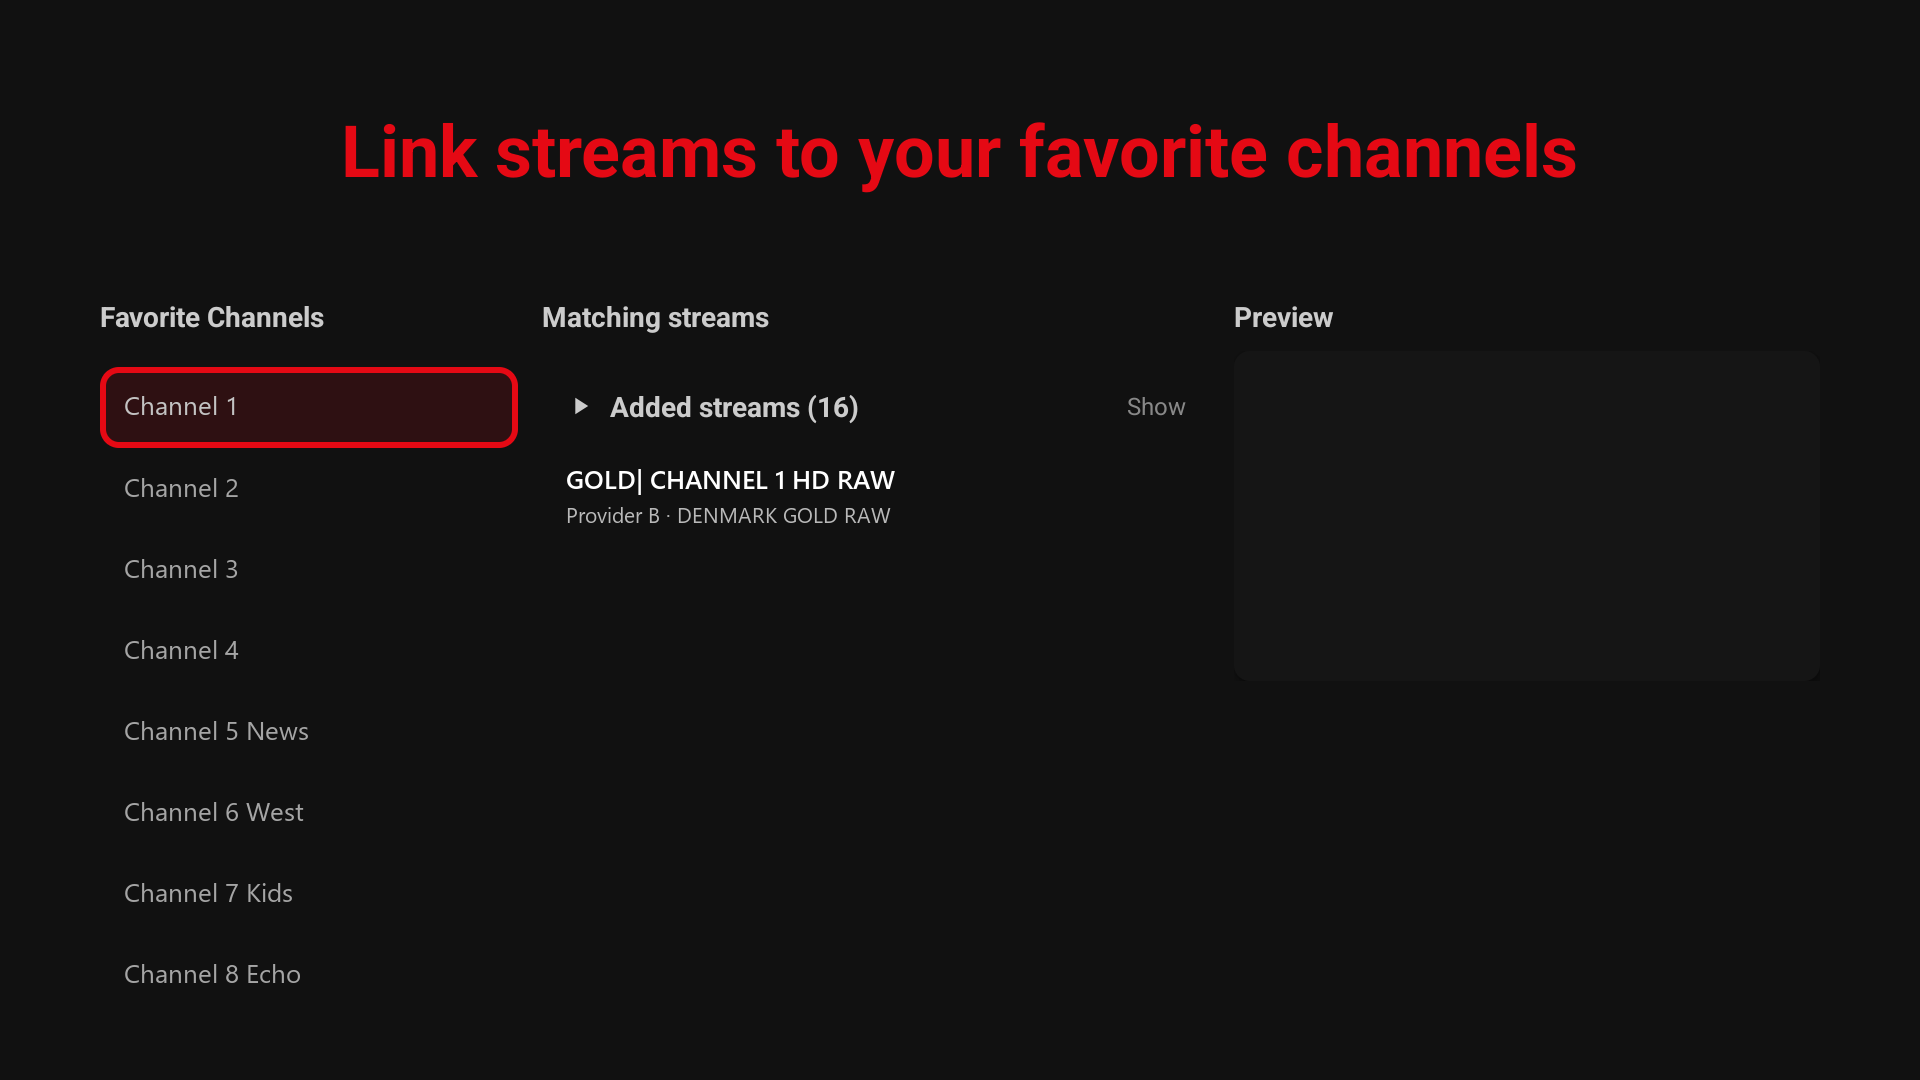 Link streams to your favorite channels
Favorite Channels
Channel 1
Channel 2
Channel 3
Channel 4
Channel 5 News
Channel 6 West
Channel 7 Kids
Channel 8 Echo
Matching streams
Added streams (16)
Show
GOLD| CHANNEL 1 HD RAW
Provider B · DENMARK GOLD RAW
Preview